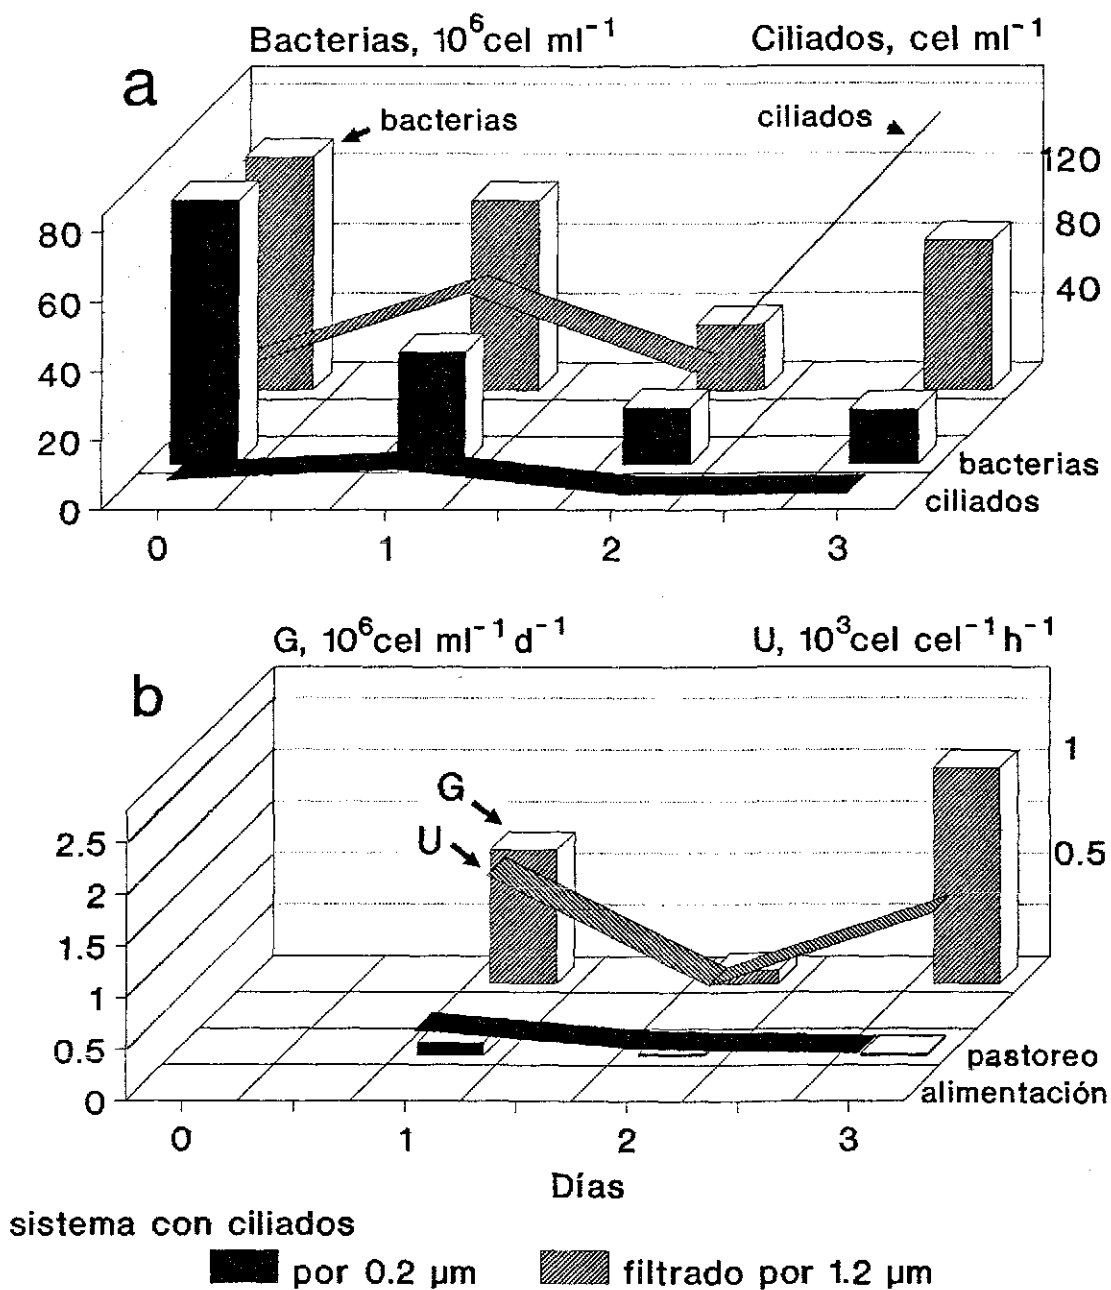 Bacterias, 10⁶cel ml⁻¹ Ciliados, cel ml⁻¹
a
bacterias
ciliados
80
60
40
20
0
120
80
40
bacterias
ciliados
0 1 2 3
G, 10⁶cel ml⁻¹ d⁻¹ U, 10³cel cel⁻¹ h⁻¹
b
G
U
2.5
2
1.5
1
0.5
0
1
0.5
pastoreo
alimentación
0 1 2 3
Días
sistema con ciliados
por 0.2 µm filtrado por 1.2 µm